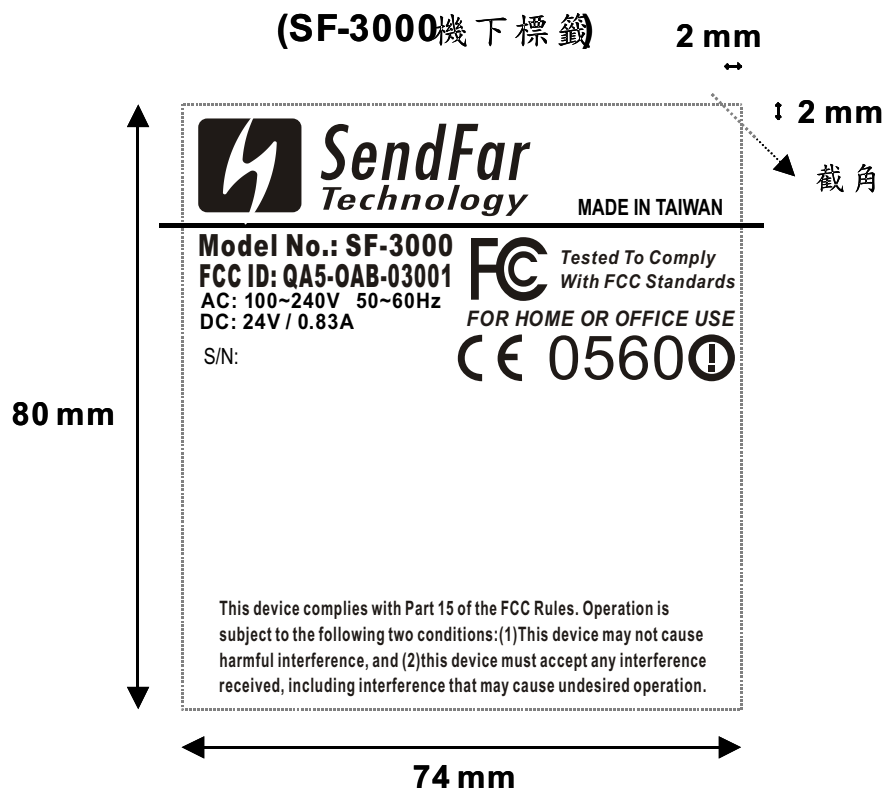 (SF-3000機下標籤)
2 mm
2 mm
截角
SendFar
Technology
MADE IN TAIWAN
Model No.: SF-3000
FCC ID: QA5-OAB-03001
AC: 100~240V 50~60Hz
DC: 24V / 0.83A
S/N:
FC
Tested To Comply
With FCC Standards
FOR HOME OR OFFICE USE
CE 0560
80 mm
This device complies with Part 15 of the FCC Rules. Operation is
subject to the following two conditions:(1)This device may not cause
harmful interference, and (2)this device must accept any interference
received, including interference that may cause undesired operation.
74 mm